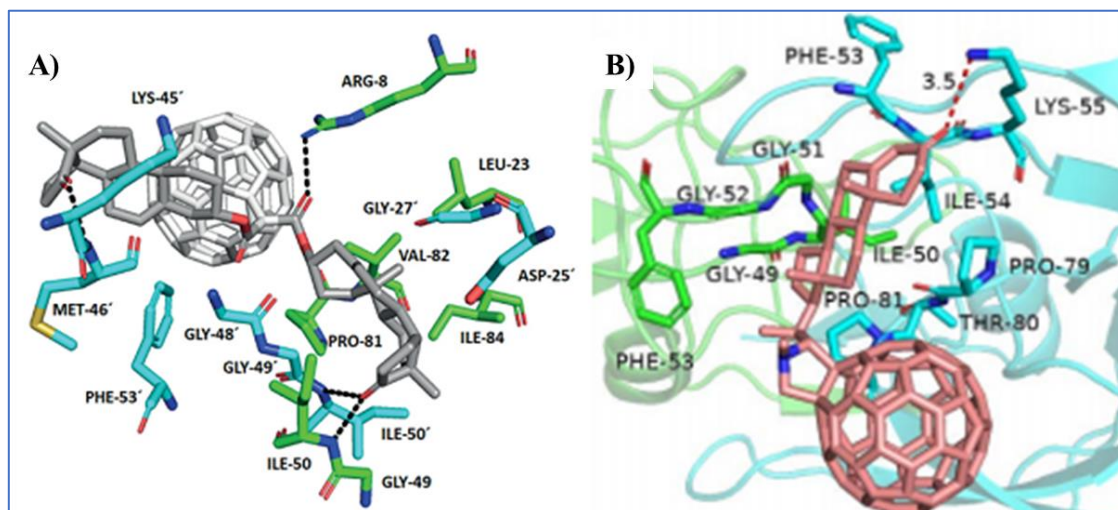 A)
ARG-8
LYS-45´
LEU-23
GLY-27´
VAL-82
ASP-25´
MET-46´
GLY-48´
PRO-81
ILE-84
GLY-49´
PHE-53´
ILE-50´
ILE-50
GLY-49
B)
PHE-53
3.5
LYS-55
GLY-51
GLY-52
ILE-54
GLY-49
ILE-50
PRO-79
PRO-81
THR-80
PHE-53